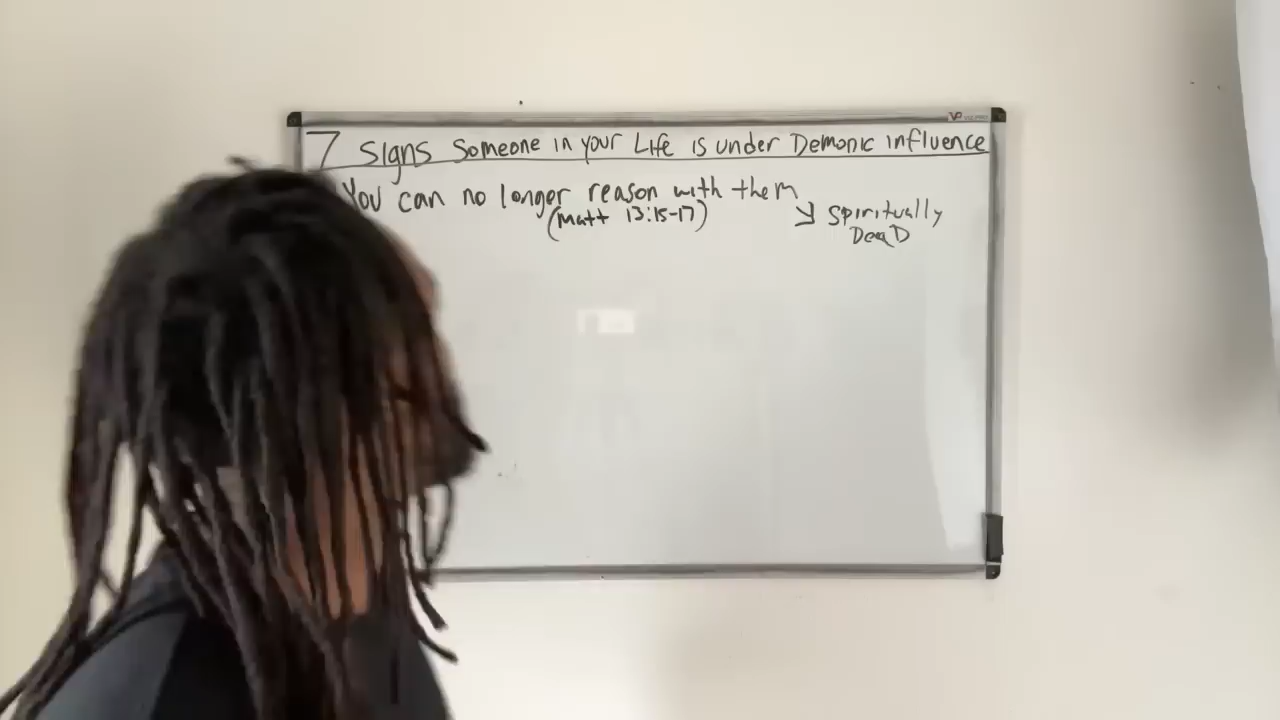 7 Signs Someone in your Life is under Demonic influence
You can no longer reason with them
(Matt 13:15-17)
↘ Spiritually
DeaD